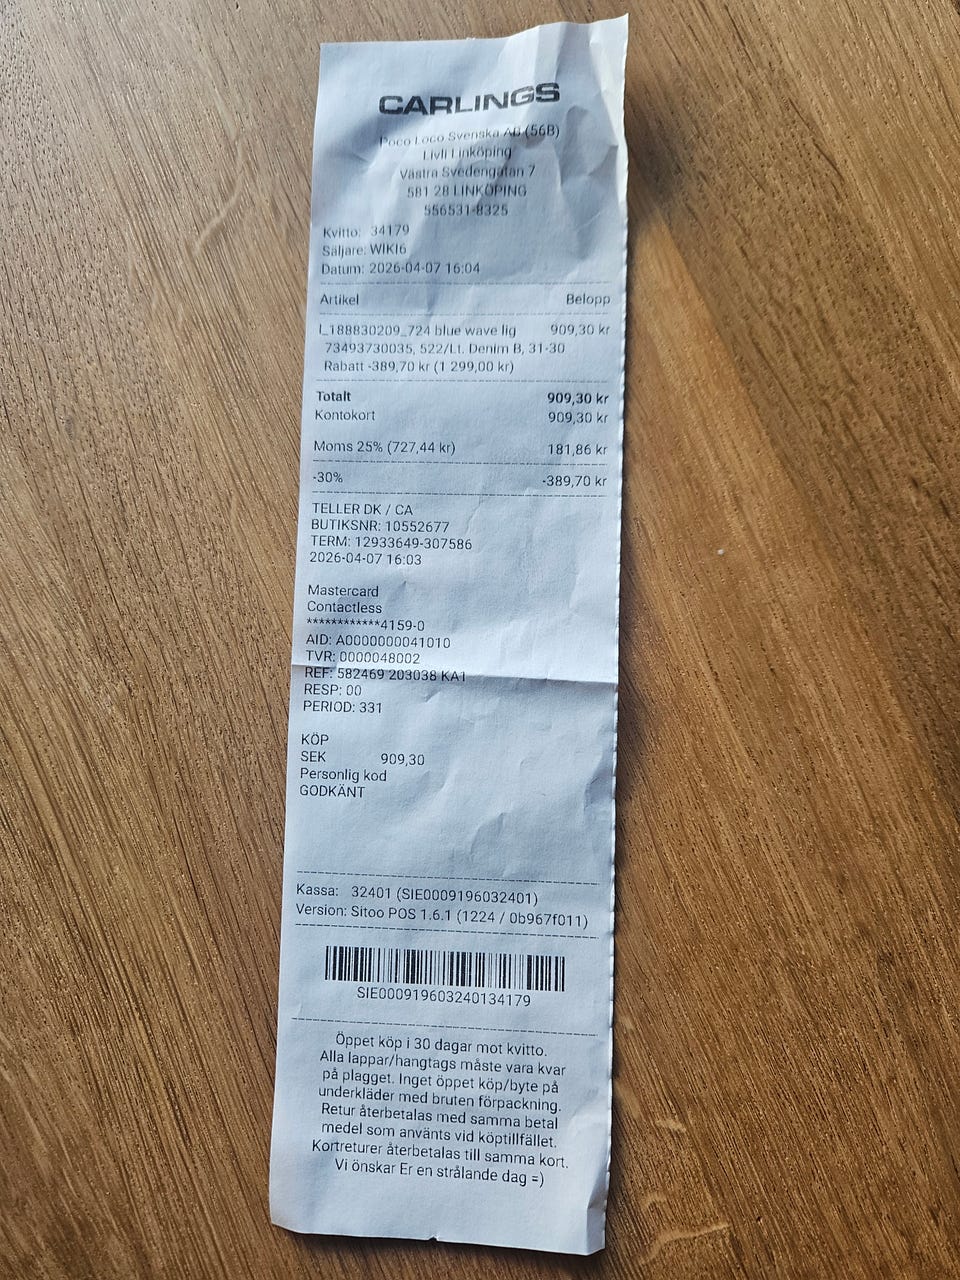 CARLINGS
Poco Loco Svenska AB (56B)
Livli Linköping
Västra Svedengatan 7
581 28 LINKÖPING
556531-8325
Kvitto: 34179
Säljare: WIKI6
Datum: 2026-04-07 16:04
Artikel Belopp
l_188830209_724 blue wave lig 909,30 kr
73493730035, 522/Lt. Denim B, 31-30
Rabatt -389,70 kr (1 299,00 kr)
Totalt 909,30 kr
Kontokort 909,30 kr
Moms 25% (727,44 kr) 181,86 kr
-30% -389,70 kr
TELLER DK / CA
BUTIKSNR: 10552677
TERM: 12933649-307586
2026-04-07 16:03
Mastercard
Contactless
************4159-0
AID: A0000000041010
TVR: 0000048002
REF: 582469 203038 KA1
RESP: 00
PERIOD: 331
KÖP
SEK 909,30
Personlig kod
GODKÄNT
Kassa: 32401 (SIE0009196032401)
Version: Sitoo POS 1.6.1 (1224 / 0b967f011)
SIE000919603240134179
Öppet köp i 30 dagar mot kvitto.
Alla lappar/hangtags måste vara kvar
på plagget. Inget öppet köp/byte på
underkläder med bruten förpackning.
Retur återbetalas med samma betal
medel som använts vid köptillfället.
Kortreturer återbetalas till samma kort.
Vi önskar Er en strålande dag =)